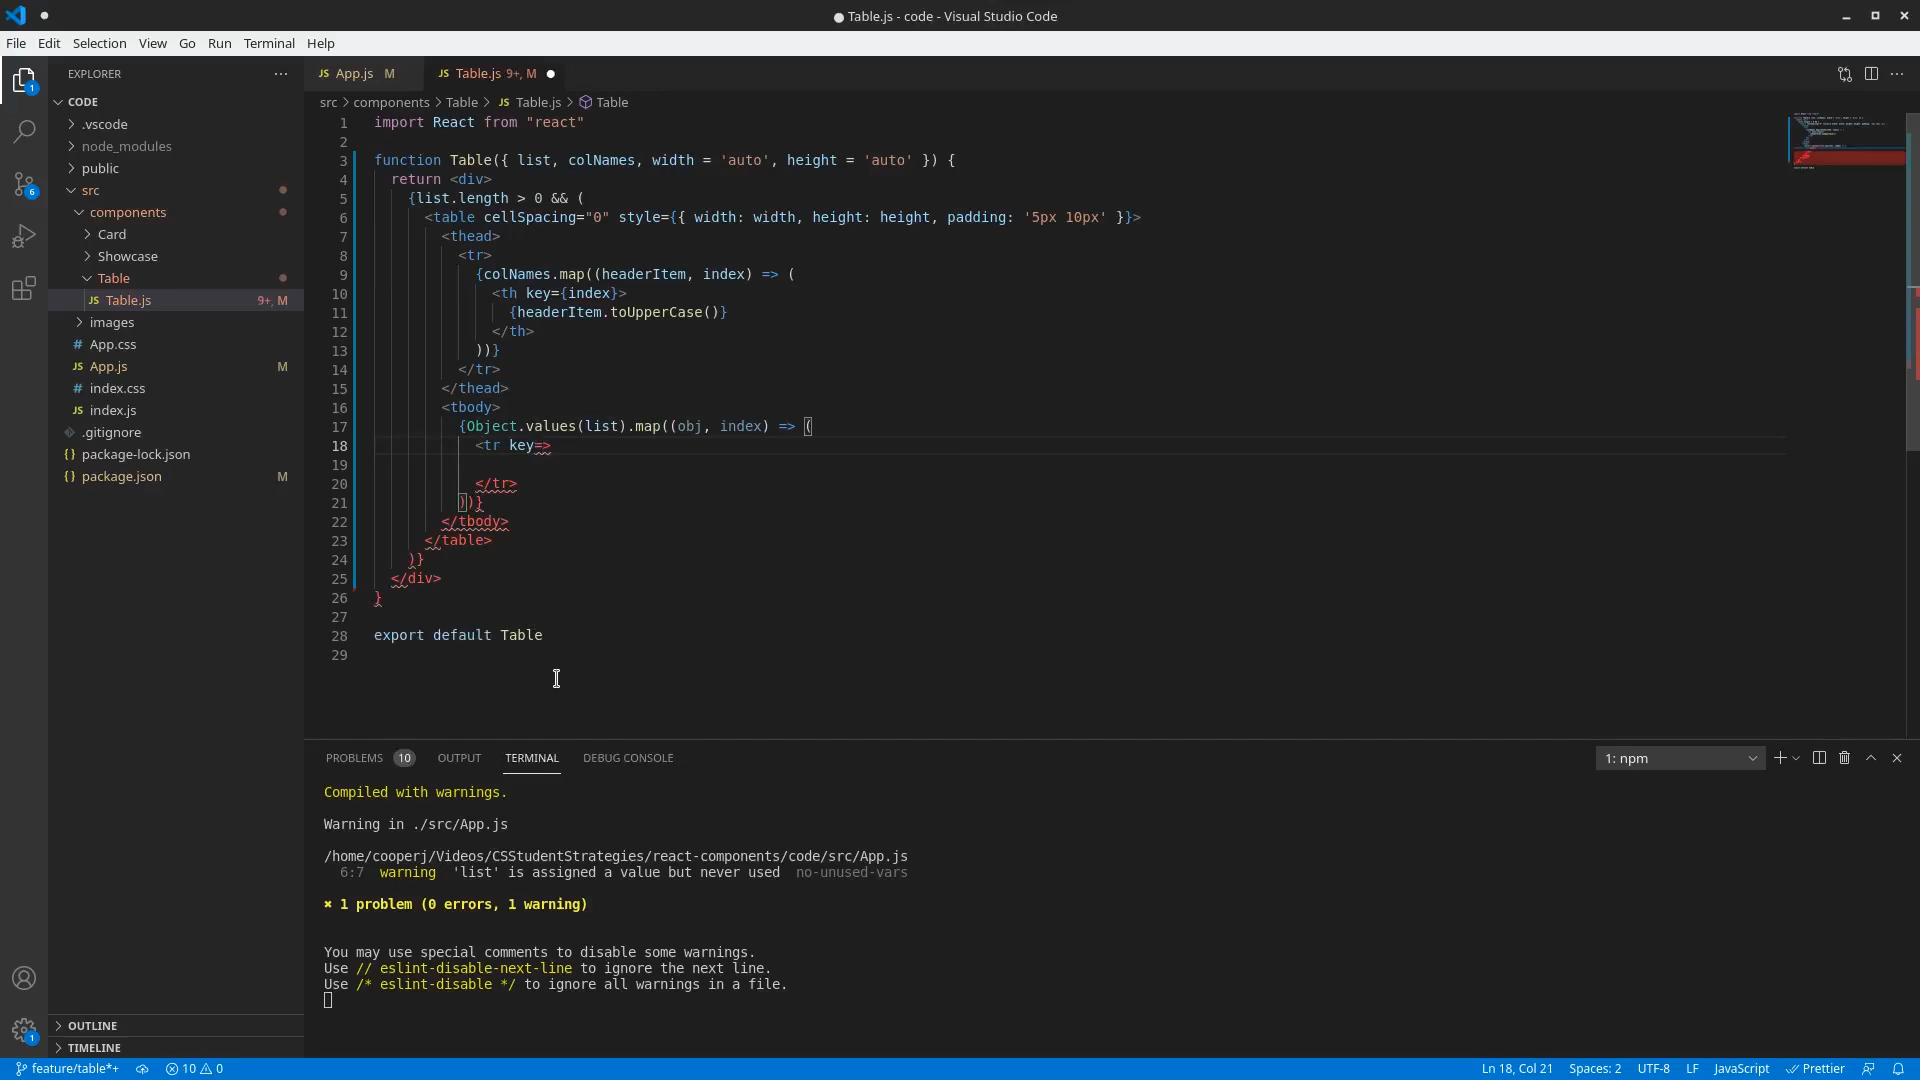 Table.js - code - Visual Studio Code
File Edit Selection View Go Run Terminal Help
EXPLORER
CODE
.vscode
node_modules
public
src
components
Card
Showcase
Table
JS Table.js 9+, M
images
# App.css
JS App.js M
# index.css
JS index.js
.gitignore
{} package-lock.json
{} package.json
OUTLINE
TIMELINE
1
6
1
JS App.js M
JS Table.js 9+, M
src > components > Table > JS Table.js > Table
1 import React from "react"
2
3 function Table({ list, colNames, width = 'auto', height = 'auto' }) {
4 return <div>
5 {list.length > 0 && (
6 <table cellSpacing="0" style={{ width: width, height: height, padding: '5px 10px' }}>
7 <thead>
8 <tr>
9 {colNames.map((headerItem, index) => (
10 <th key={index}>
11 {headerItem.toUpperCase()}
12 </th>
13 ))}
14 </tr>
15 </thead>
16 <tbody>
17 {Object.values(list).map((obj, index) => (
18 <tr key=>
19
20 </tr>
21 ))}
22 </tbody>
23 </table>
24 )}
25 </div>
26 }
27
28 export default Table
29
PROBLEMS 10 OUTPUT TERMINAL DEBUG CONSOLE
1: npm
Compiled with warnings.
Warning in ./src/App.js
/home/cooperj/Videos/CSStudentStrategies/react-components/code/src/App.js
6:7 warning 'list' is assigned a value but never used no-unused-vars
✖ 1 problem (0 errors, 1 warning)
You may use special comments to disable some warnings.
Use // eslint-disable-next-line to ignore the next line.
Use /* eslint-disable */ to ignore all warnings in a file.
feature/table*+ 10 0
Ln 18, Col 21 Spaces: 2 UTF-8 LF JavaScript Prettier